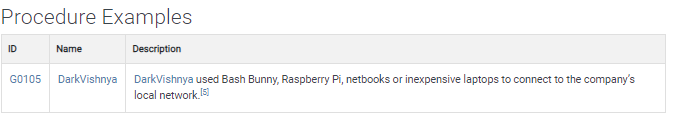 Procedure Examples
ID Name Description
G0105 DarkVishnya DarkVishnya used Bash Bunny, Raspberry Pi, netbooks or inexpensive laptops to connect to the company's
local network.[5]